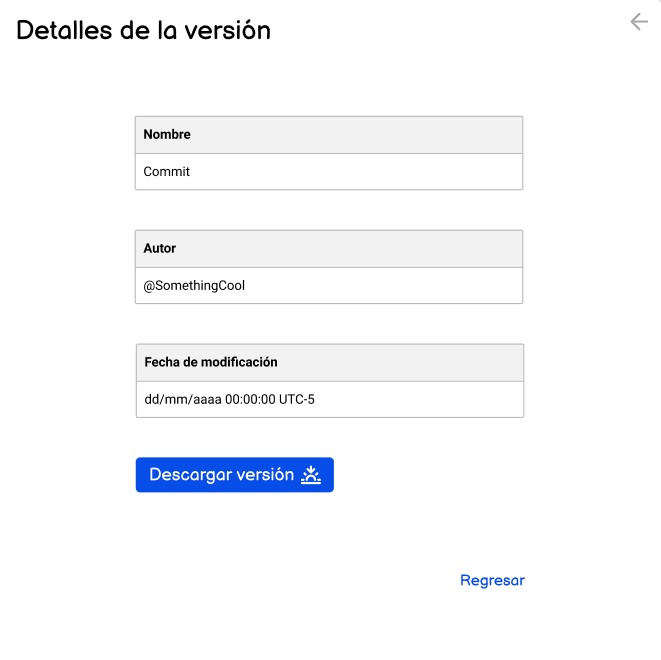 Detalles de la versión
Nombre
Commit
Autor
@SomethingCool
Fecha de modificación
dd/mm/aaaa 00:00:00 UTC-5
Descargar versión
Regresar